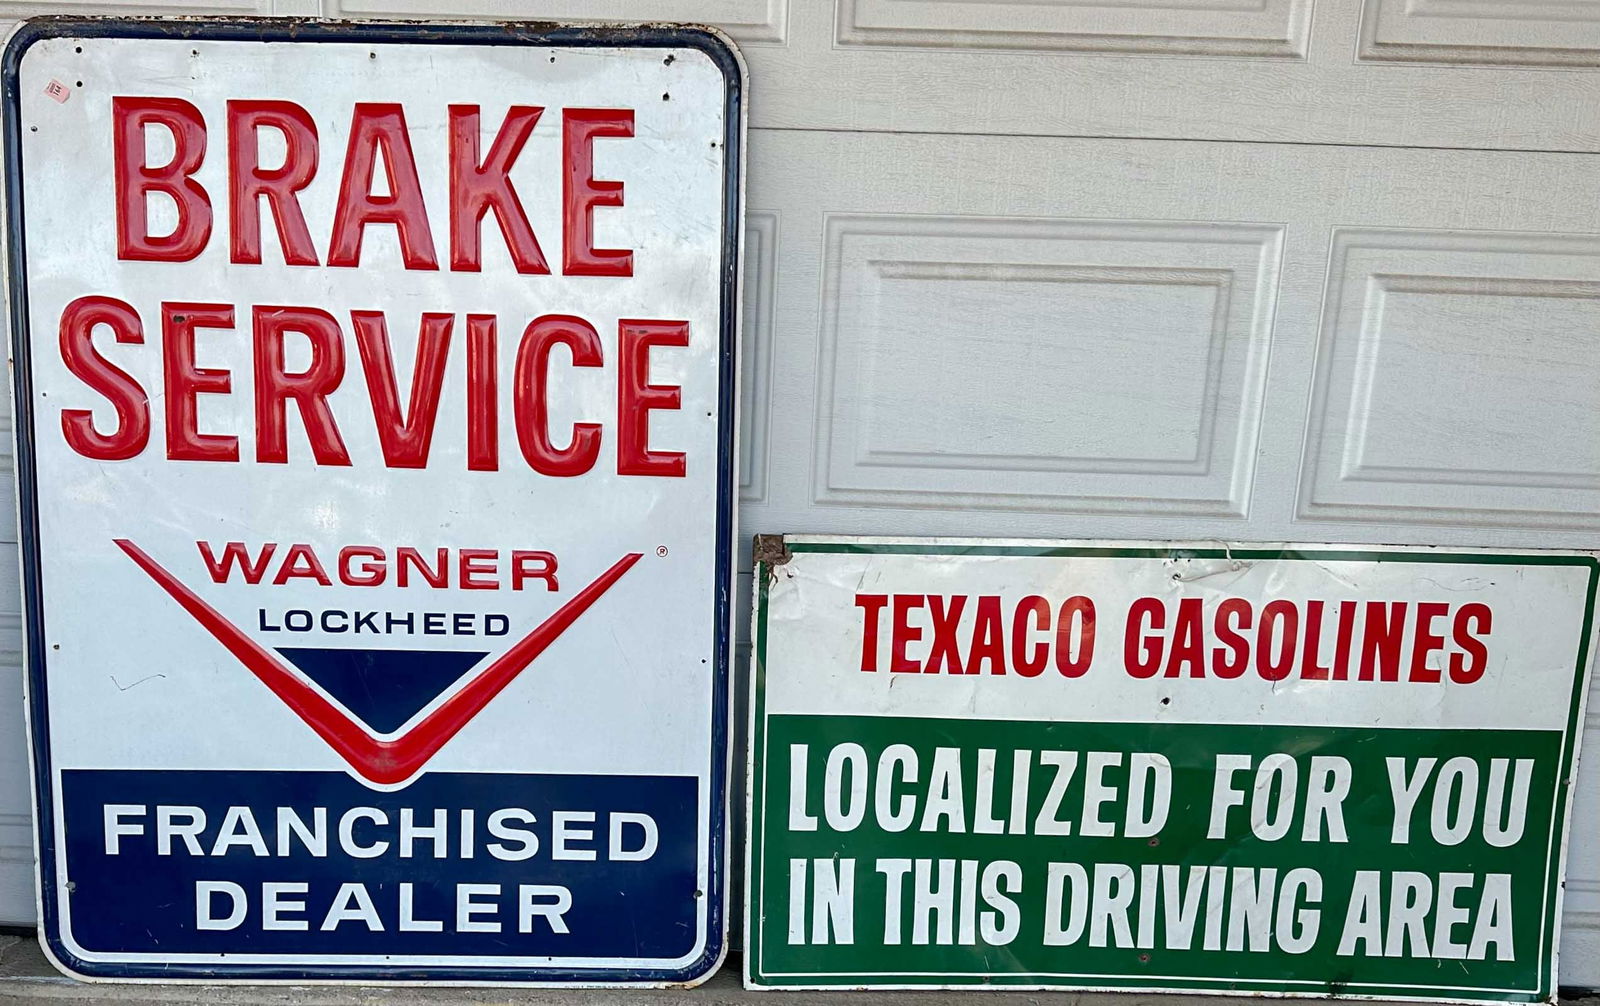 BRAKE
SERVICE
WAGNER ®
LOCKHEED
FRANCHISED
DEALER
TEXACO GASOLINES
LOCALIZED FOR YOU
IN THIS DRIVING AREA